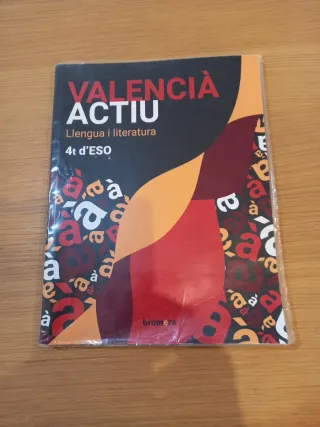 VALENCIÀ
ACTIU
Llengua i literatura
4t d'ESO
bromera